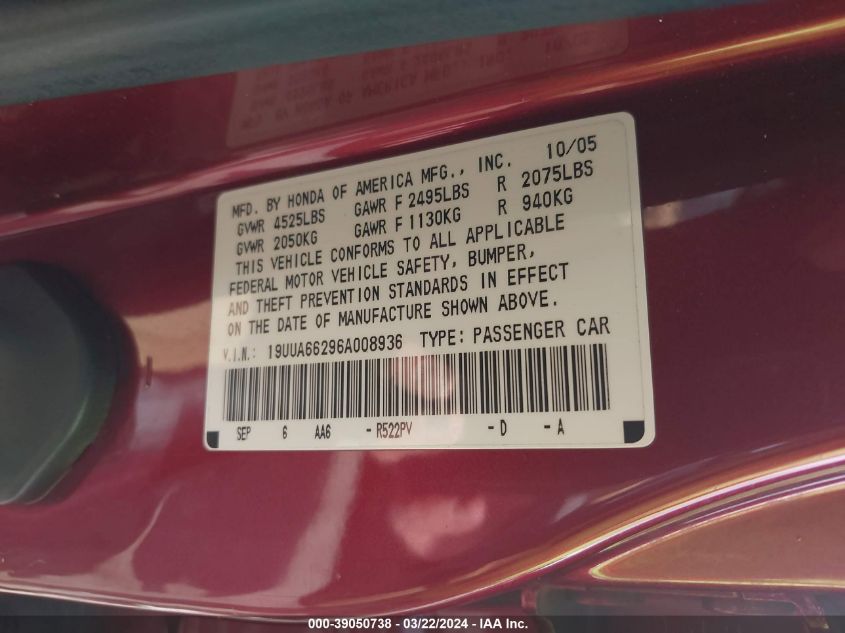 MFD. BY HONDA OF AMERICA MFG., INC. 10/05
GVWR 4525LBS GAWR F 2495LBS R 2075LBS
GVWR 2050KG GAWR F 1130KG R 940KG
THIS VEHICLE CONFORMS TO ALL APPLICABLE
FEDERAL MOTOR VEHICLE SAFETY, BUMPER,
AND THEFT PREVENTION STANDARDS IN EFFECT
ON THE DATE OF MANUFACTURE SHOWN ABOVE.
V.I.N.: 19UUA66296A008936 TYPE: PASSENGER CAR
SEP 6 AA6 - R522PV - D - A
000-39050738 - 03/22/2024 - IAA Inc.